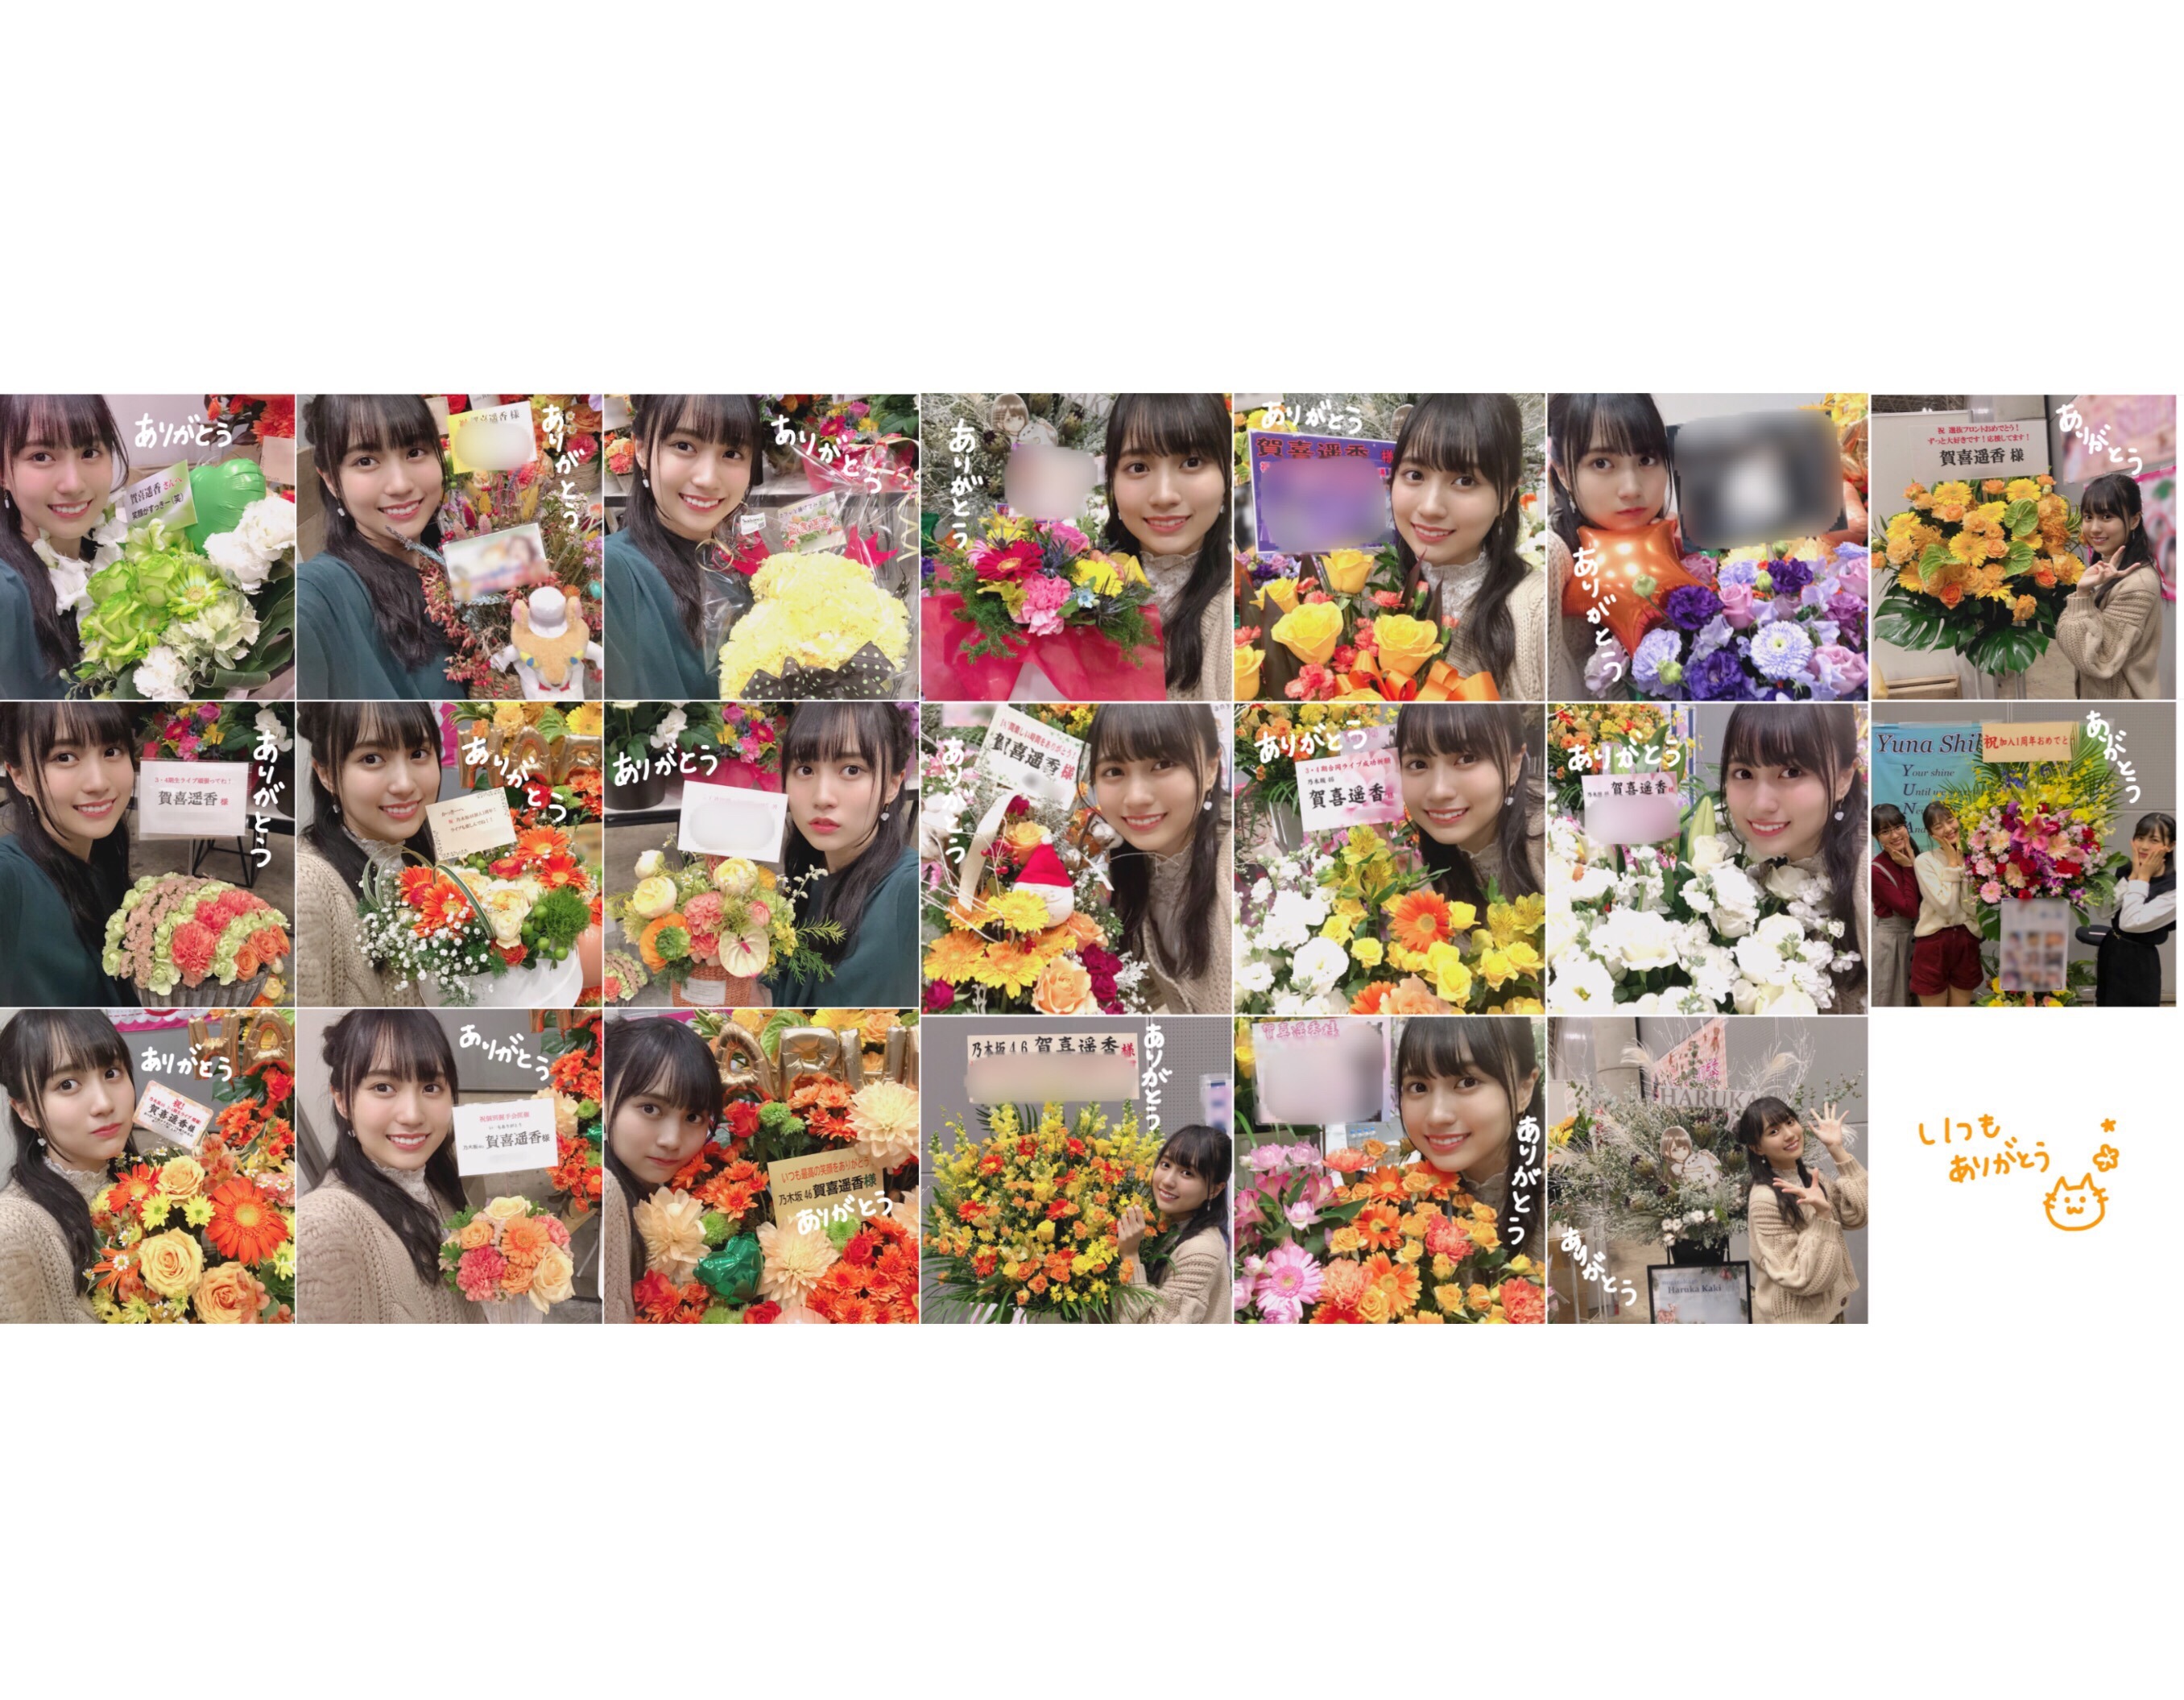 ありがとう
賀喜遥香さんへ
笑顔がすっきー(笑)
賀喜遥香 様
ありがとう
ありがとう
ありがとう
ありがとう
賀喜遥香 様
ありがとう
祝 選抜フロントおめでとう!
ずっと大好きです!応援してます!
賀喜遥香 様
ありがとう
3・4期生ライブ頑張ってね!
賀喜遥香 様
ありがとう
ありがとう
ありがとう
賀喜遥香 様
ありがとう
ありがとう
3・4期合同ライブ成功祈願
乃木坂46
賀喜遥香
ありがとう
賀喜遥香
Yuna Shi
Your shine
Until
祝加入1周年おめでと
ありがとう
ありがとう
祝!
賀喜遥香様
ありがとう
いつもありがとう
賀喜遥香様
いつも最高の笑顔をありがとう
乃木坂46 賀喜遥香様
ありがとう
乃木坂46 賀喜遥香様
ありがとう
賀喜遥香様
ありがとう
HARUKA
ありがとう
Haruka Kaki
いつも
ありがとう